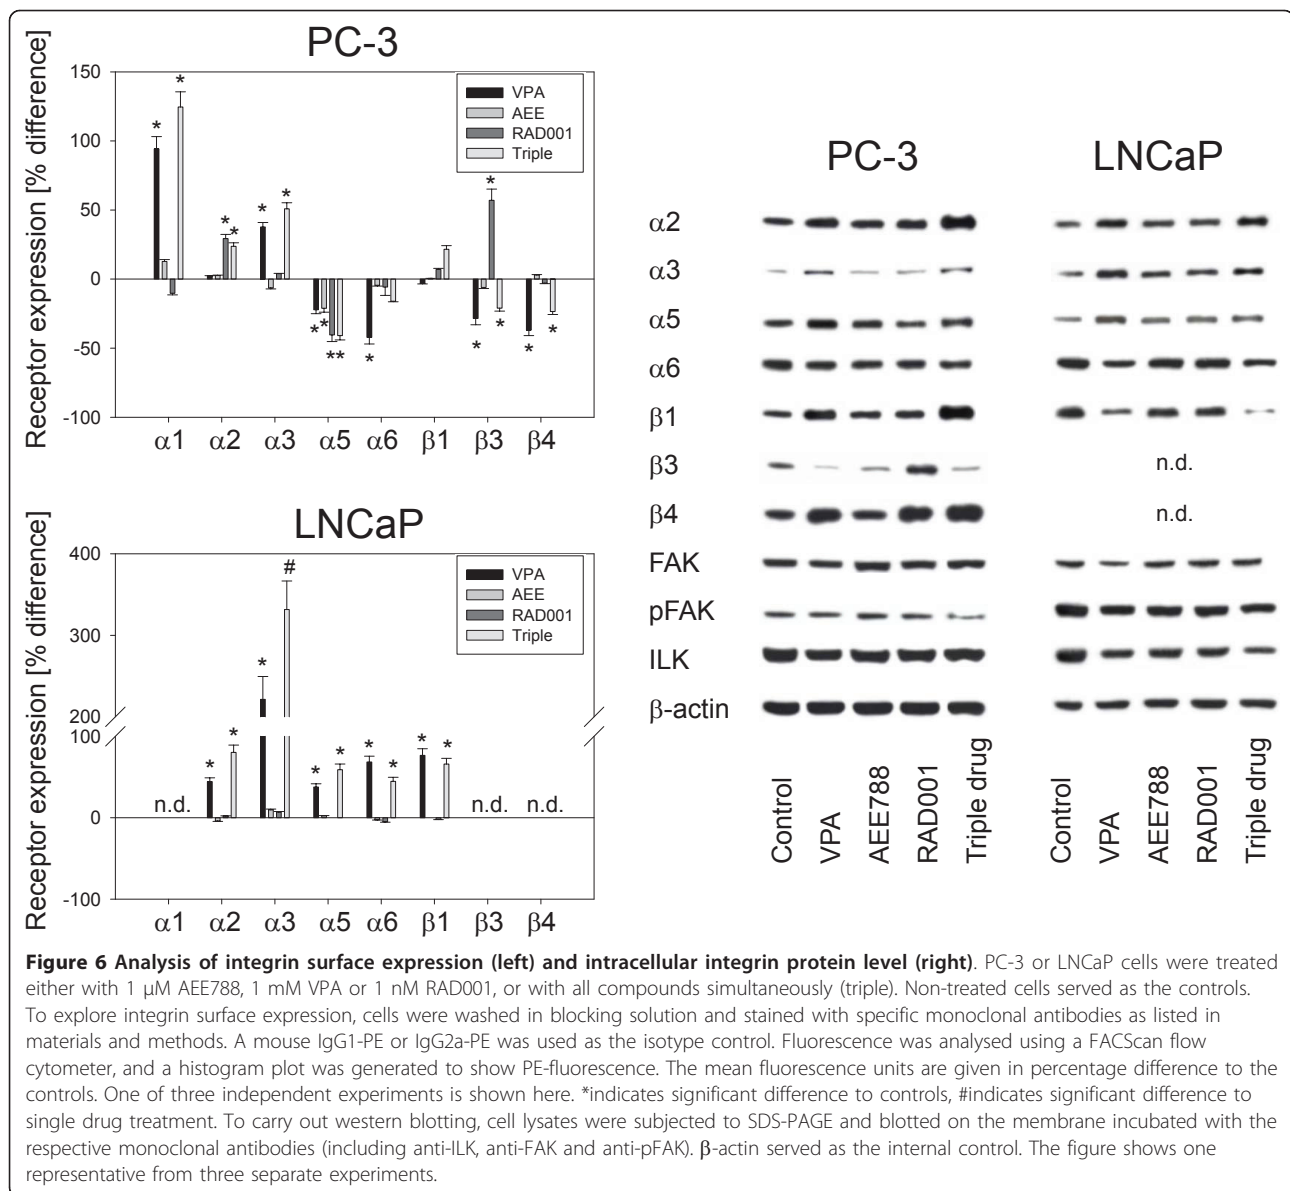 PC-3
Receptor expression [% difference]
150
100
50
0
-50
-100
VPA
AEE
RAD001
Triple
* * * * * * * * * ** * * * * * *
α1 α2 α3 α5 α6 β1 β3 β4
LNCaP
Receptor expression [% difference]
400
300
200
100
0
-100
VPA
AEE
RAD001
Triple
n.d. * * * # * * * * * * n.d. n.d.
α1 α2 α3 α5 α6 β1 β3 β4
PC-3 LNCaP
α2
α3
α5
α6
β1
β3 n.d.
β4 n.d.
FAK
pFAK
ILK
β-actin
Control
VPA
AEE788
RAD001
Triple drug
Control
VPA
AEE788
RAD001
Triple drug
Figure 6 Analysis of integrin surface expression (left) and intracellular integrin protein level (right). PC-3 or LNCaP cells were treated
either with 1 μM AEE788, 1 mM VPA or 1 nM RAD001, or with all compounds simultaneously (triple). Non-treated cells served as the controls.
To explore integrin surface expression, cells were washed in blocking solution and stained with specific monoclonal antibodies as listed in
materials and methods. A mouse IgG1-PE or IgG2a-PE was used as the isotype control. Fluorescence was analysed using a FACScan flow
cytometer, and a histogram plot was generated to show PE-fluorescence. The mean fluorescence units are given in percentage difference to the
controls. One of three independent experiments is shown here. *indicates significant difference to controls, #indicates significant difference to
single drug treatment. To carry out western blotting, cell lysates were subjected to SDS-PAGE and blotted on the membrane incubated with the
respective monoclonal antibodies (including anti-ILK, anti-FAK and anti-pFAK). β-actin served as the internal control. The figure shows one
representative from three separate experiments.